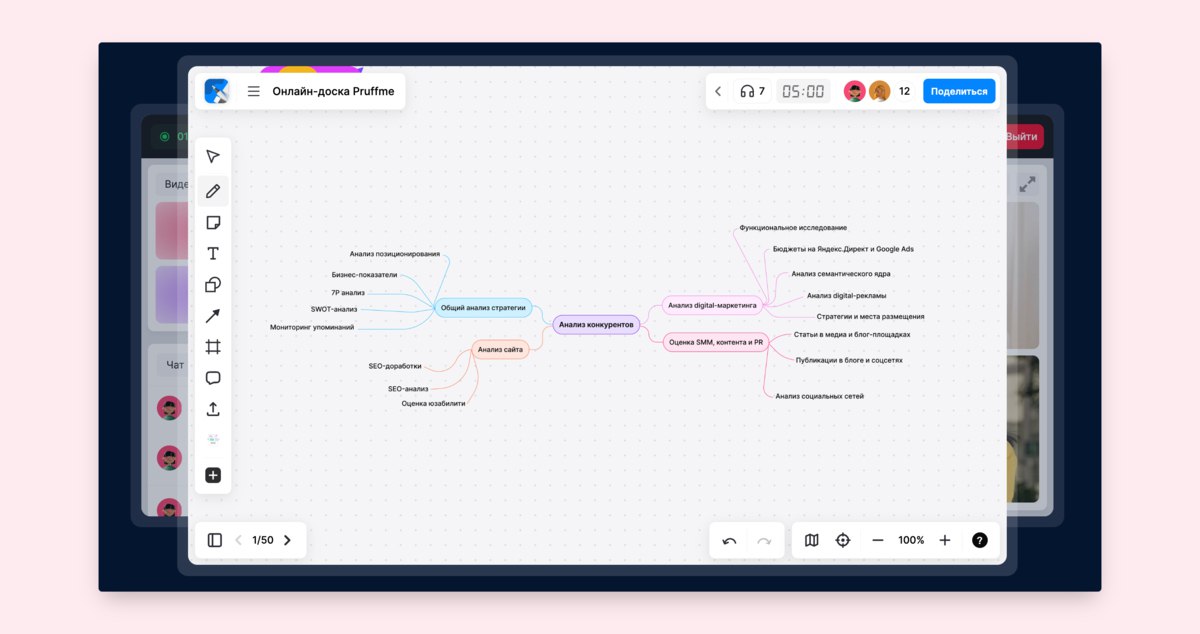 Онлайн-доска Pruffme
7
05:00
12
Поделиться
01
Выйти
Виде
Чат
Функциональное исследование
Бюджеты на Яндекс.Директ и Google Ads
Анализ семантического ядра
Анализ digital-рекламы
Стратегии и места размещения
Анализ digital-маркетинга
Анализ позиционирования
Бизнес-показатели
7P анализ
SWOT-анализ
Мониторинг упоминаний
Общий анализ стратегии
Анализ конкурентов
Оценка SMM, контента и PR
Статьи в медиа и блог-площадках
Публикации в блоге и соцсетях
Анализ социальных сетей
Анализ сайта
SEO-доработки
SEO-анализ
Оценка юзабилити
1/50
100%
?